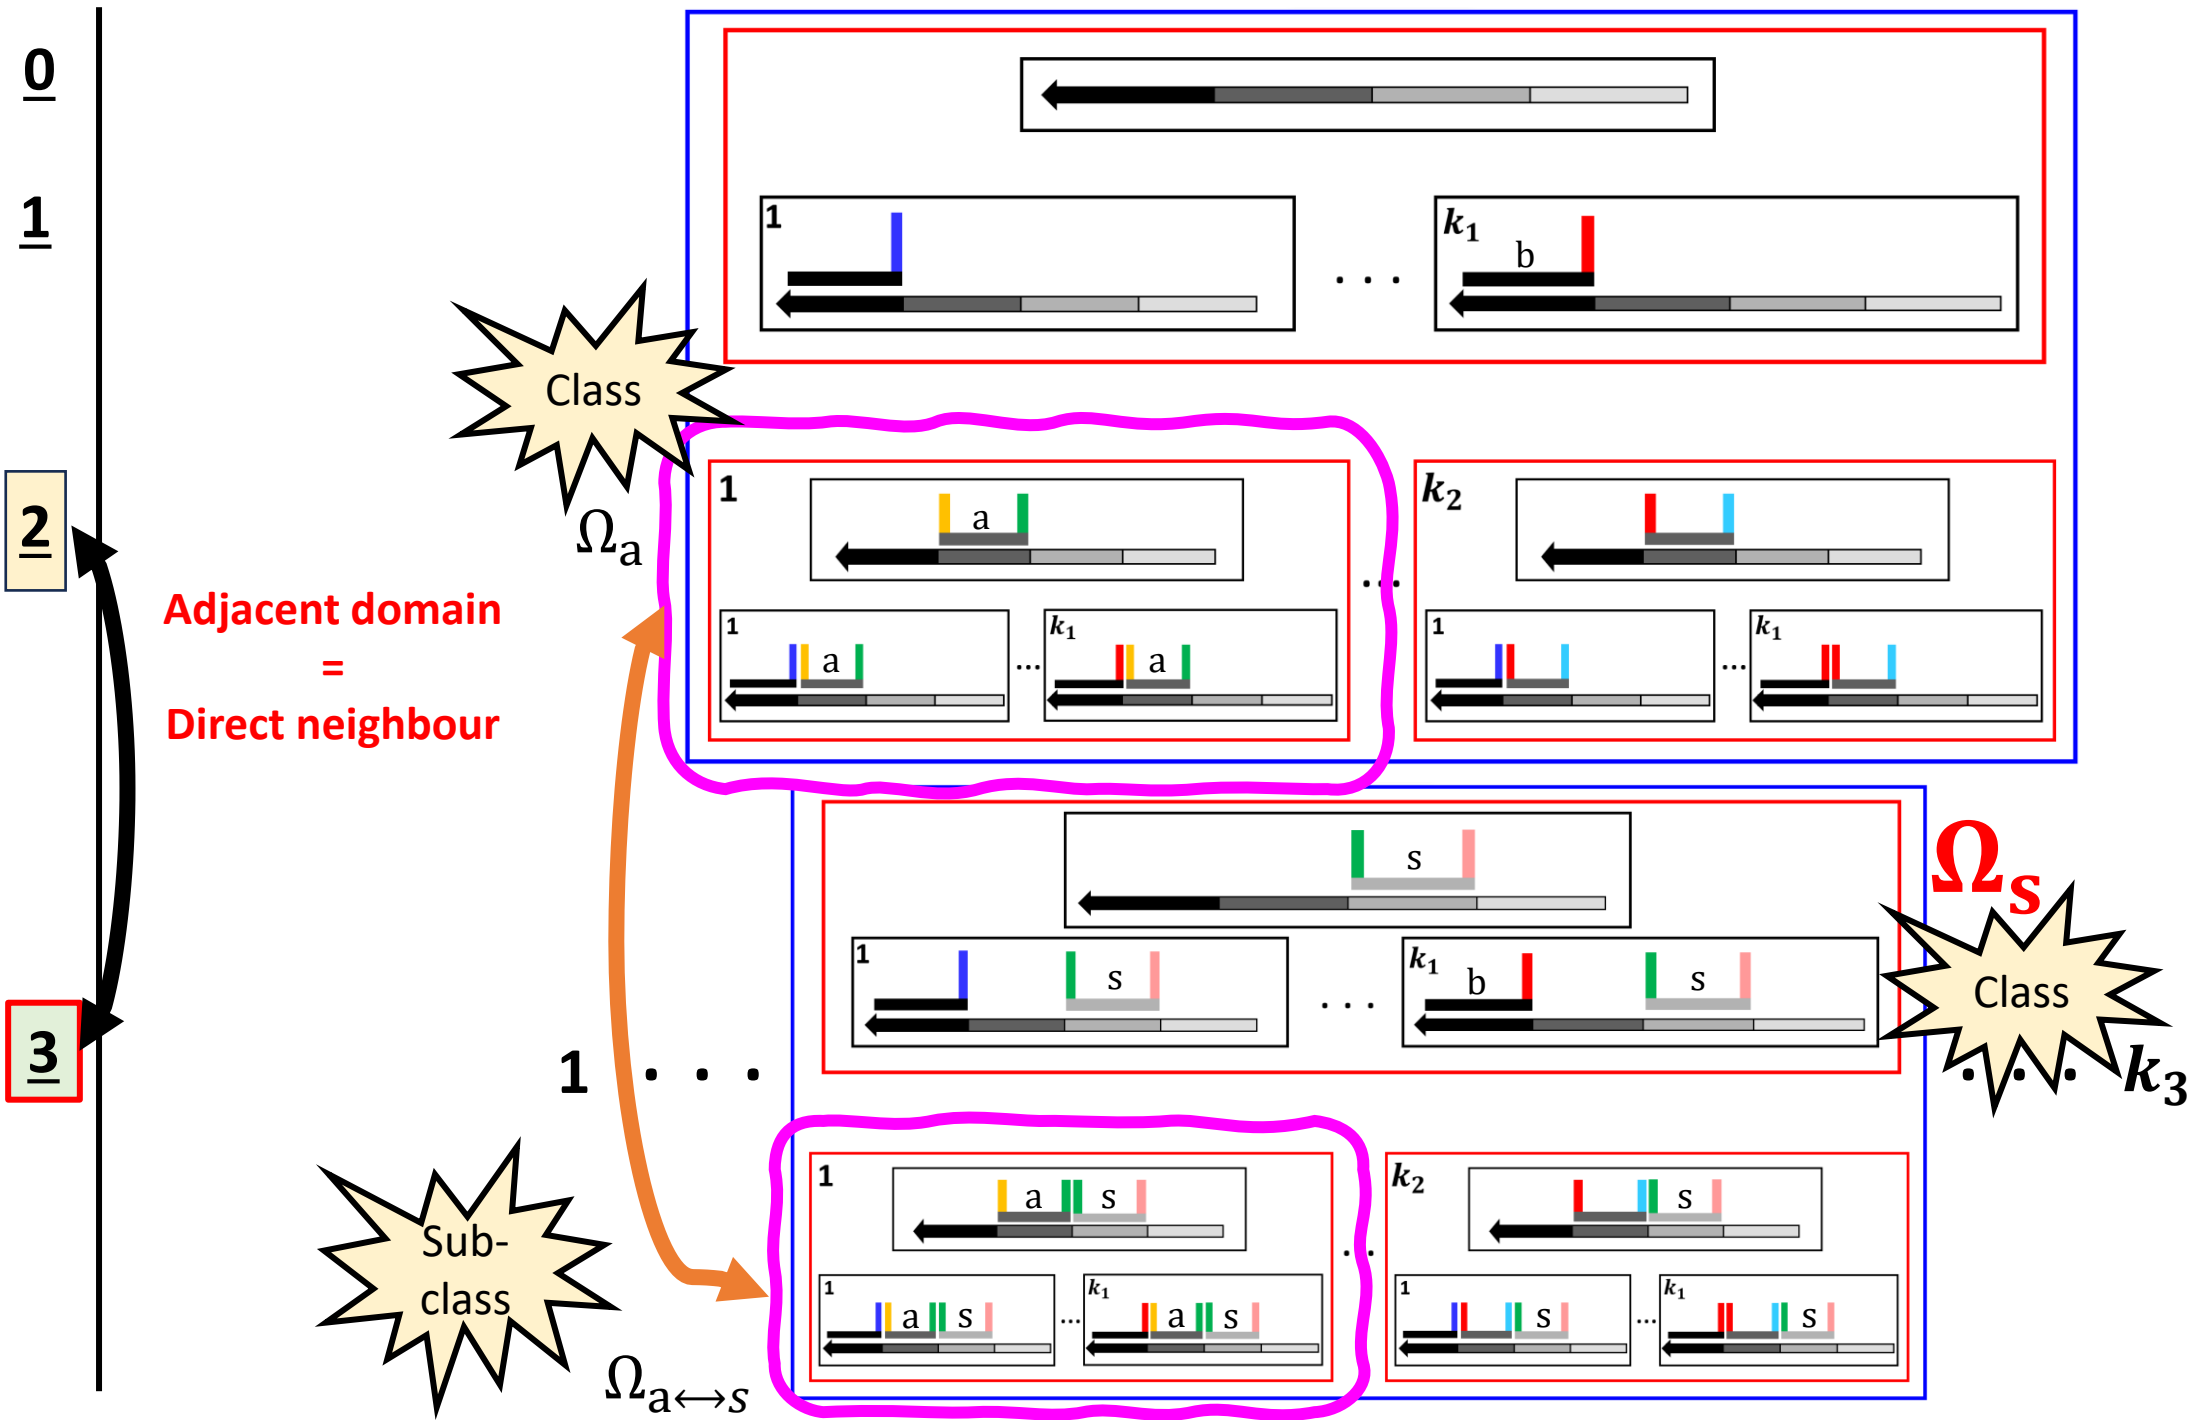 0
1
1
k₁
b
. . .
Class
2
Ωₐ
1
a
...
k₂
1
a
...
k₁
a
1
...
k₁
Adjacent domain
=
Direct neighbour
s
Ωₛ
1
s
. . .
k₁
b
s
Class
3
1 . . .
. . . k₃
Sub-
class
1
a
s
...
k₂
s
1
a
s
...
k₁
a
s
1
s
...
k₁
s
Ωa↔s